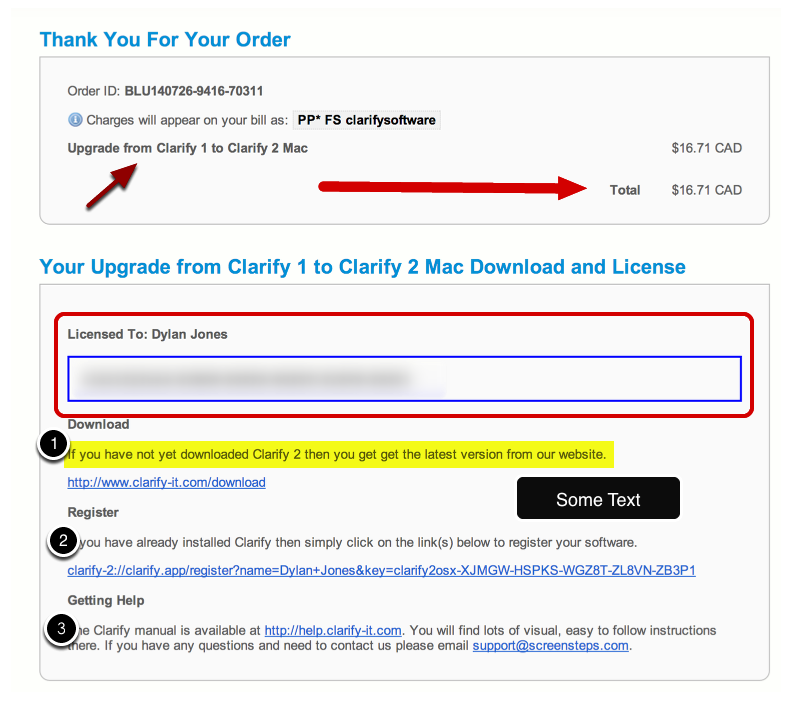 Thank You For Your Order
Order ID: BLU140726-9416-70311
Charges will appear on your bill as: PP* FS clarifysoftware
Upgrade from Clarify 1 to Clarify 2 Mac $16.71 CAD
Total $16.71 CAD
Your Upgrade from Clarify 1 to Clarify 2 Mac Download and License
Licensed To: Dylan Jones
Download
1 If you have not yet downloaded Clarify 2 then you get get the latest version from our website.
http://www.clarify-it.com/download
Some Text
Register
2 you have already installed Clarify then simply click on the link(s) below to register your software.
clarify-2://clarify.app/register?name=Dylan+Jones&key=clarify2osx-XJMGW-HSPKS-WGZ8T-ZL8VN-ZB3P1
Getting Help
3 he Clarify manual is available at http://help.clarify-it.com. You will find lots of visual, easy to follow instructions
there. If you have any questions and need to contact us please email support@screensteps.com.